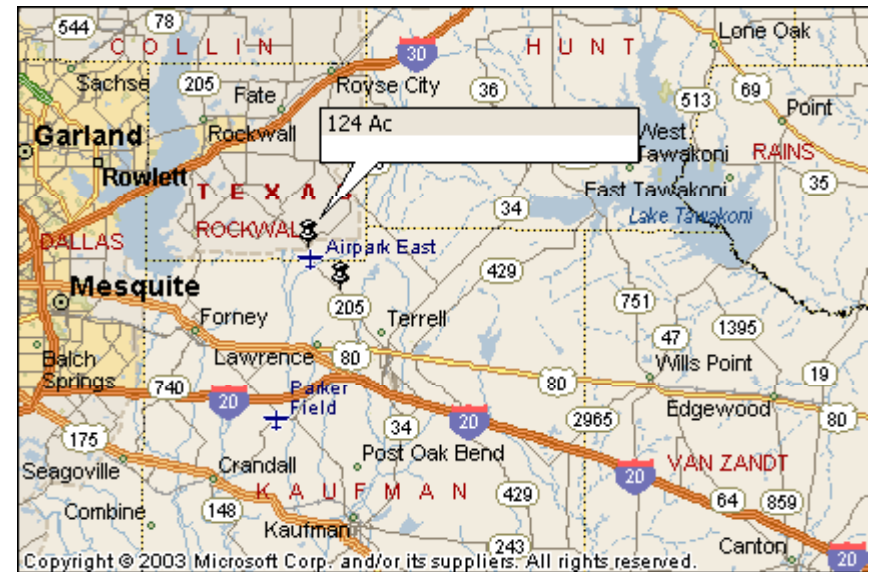 544
78
COLLIN
Lone Oak
30
HUNT
Sachse
205
Fate
Royse City
36
513
69
Point
Garland
Rockwall
124 Ac
West
Tawakoni
RAINS
Rowlett
TEXAS
East Tawakoni
35
34
Lake Tawakoni
DALLAS
ROCKWALL
Airpark East
429
Mesquite
205
751
Forney
Terrell
47
1395
Lawrence
80
Wills Point
Balch
Springs
740
20
Parker
Field
80
19
Edgewood
175
34
20
2965
80
Seagoville
Crandall
Post Oak Bend
VAN ZANDT
20
KAUFMAN
429
64
859
Combine
148
Kaufman
243
Canton
20
Copyright © 2003 Microsoft Corp. and/or its suppliers. All rights reserved.